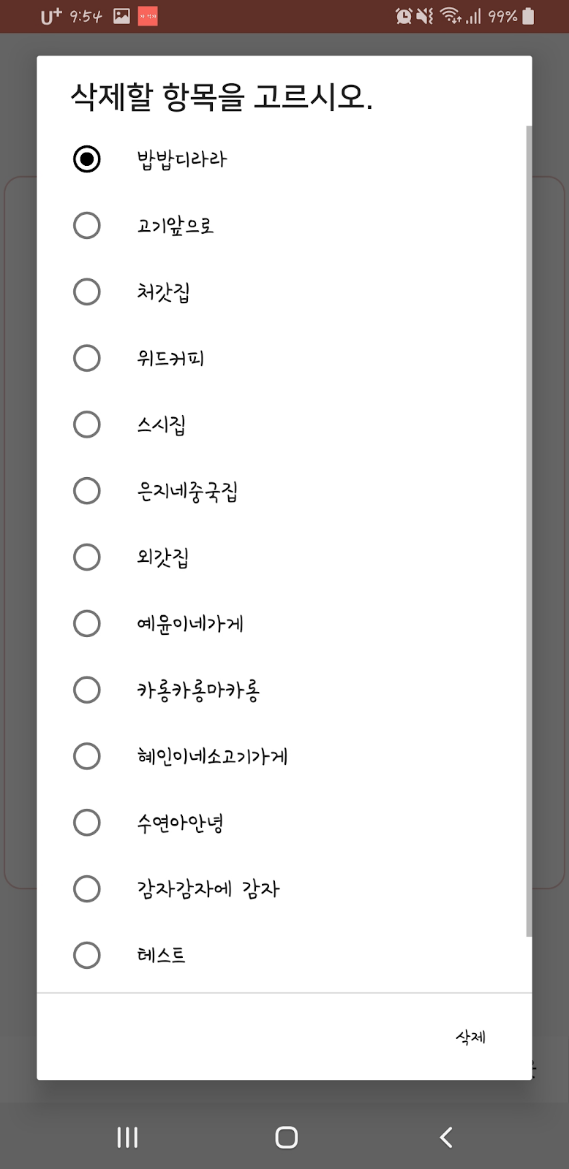 U+ 9:54 99%
삭제할 항목을 고르시오.
밥밥디라라
고기앞으로
처갓집
위드커피
스시집
은지네중국집
외갓집
예윤이네가게
카롱카롱마카롱
혜인이네소고기가게
수연아안녕
감자감자에 감자
테스트
삭제